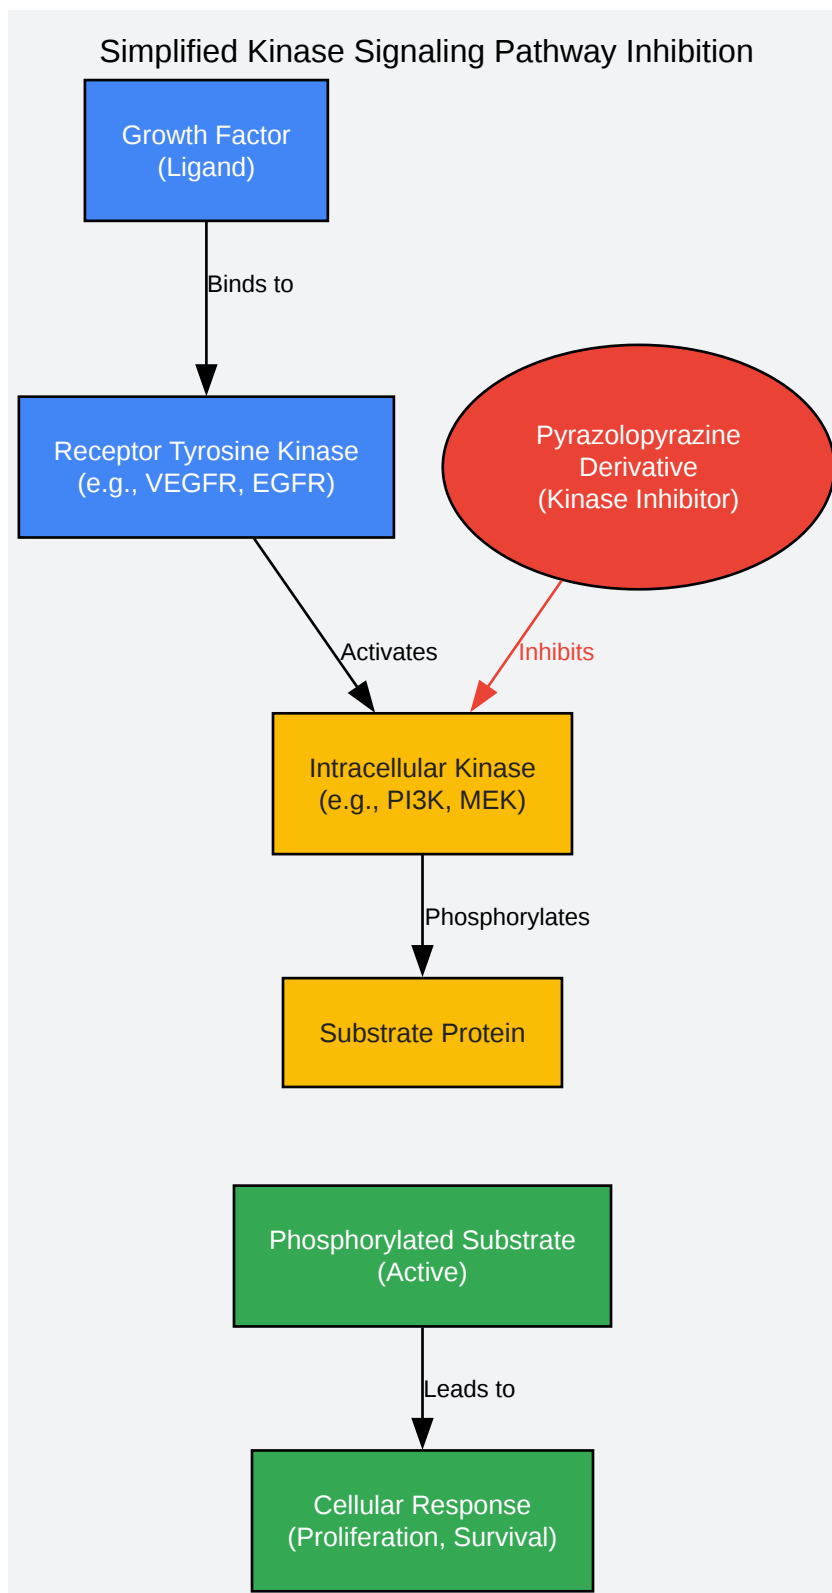 Simplified Kinase Signaling Pathway Inhibition
Growth Factor
(Ligand)
Binds to
Receptor Tyrosine Kinase
(e.g., VEGFR, EGFR)
Pyrazolopyrazine
Derivative
(Kinase Inhibitor)
Activates
Inhibits
Intracellular Kinase
(e.g., PI3K, MEK)
Phosphorylates
Substrate Protein
Phosphorylated Substrate
(Active)
Leads to
Cellular Response
(Proliferation, Survival)